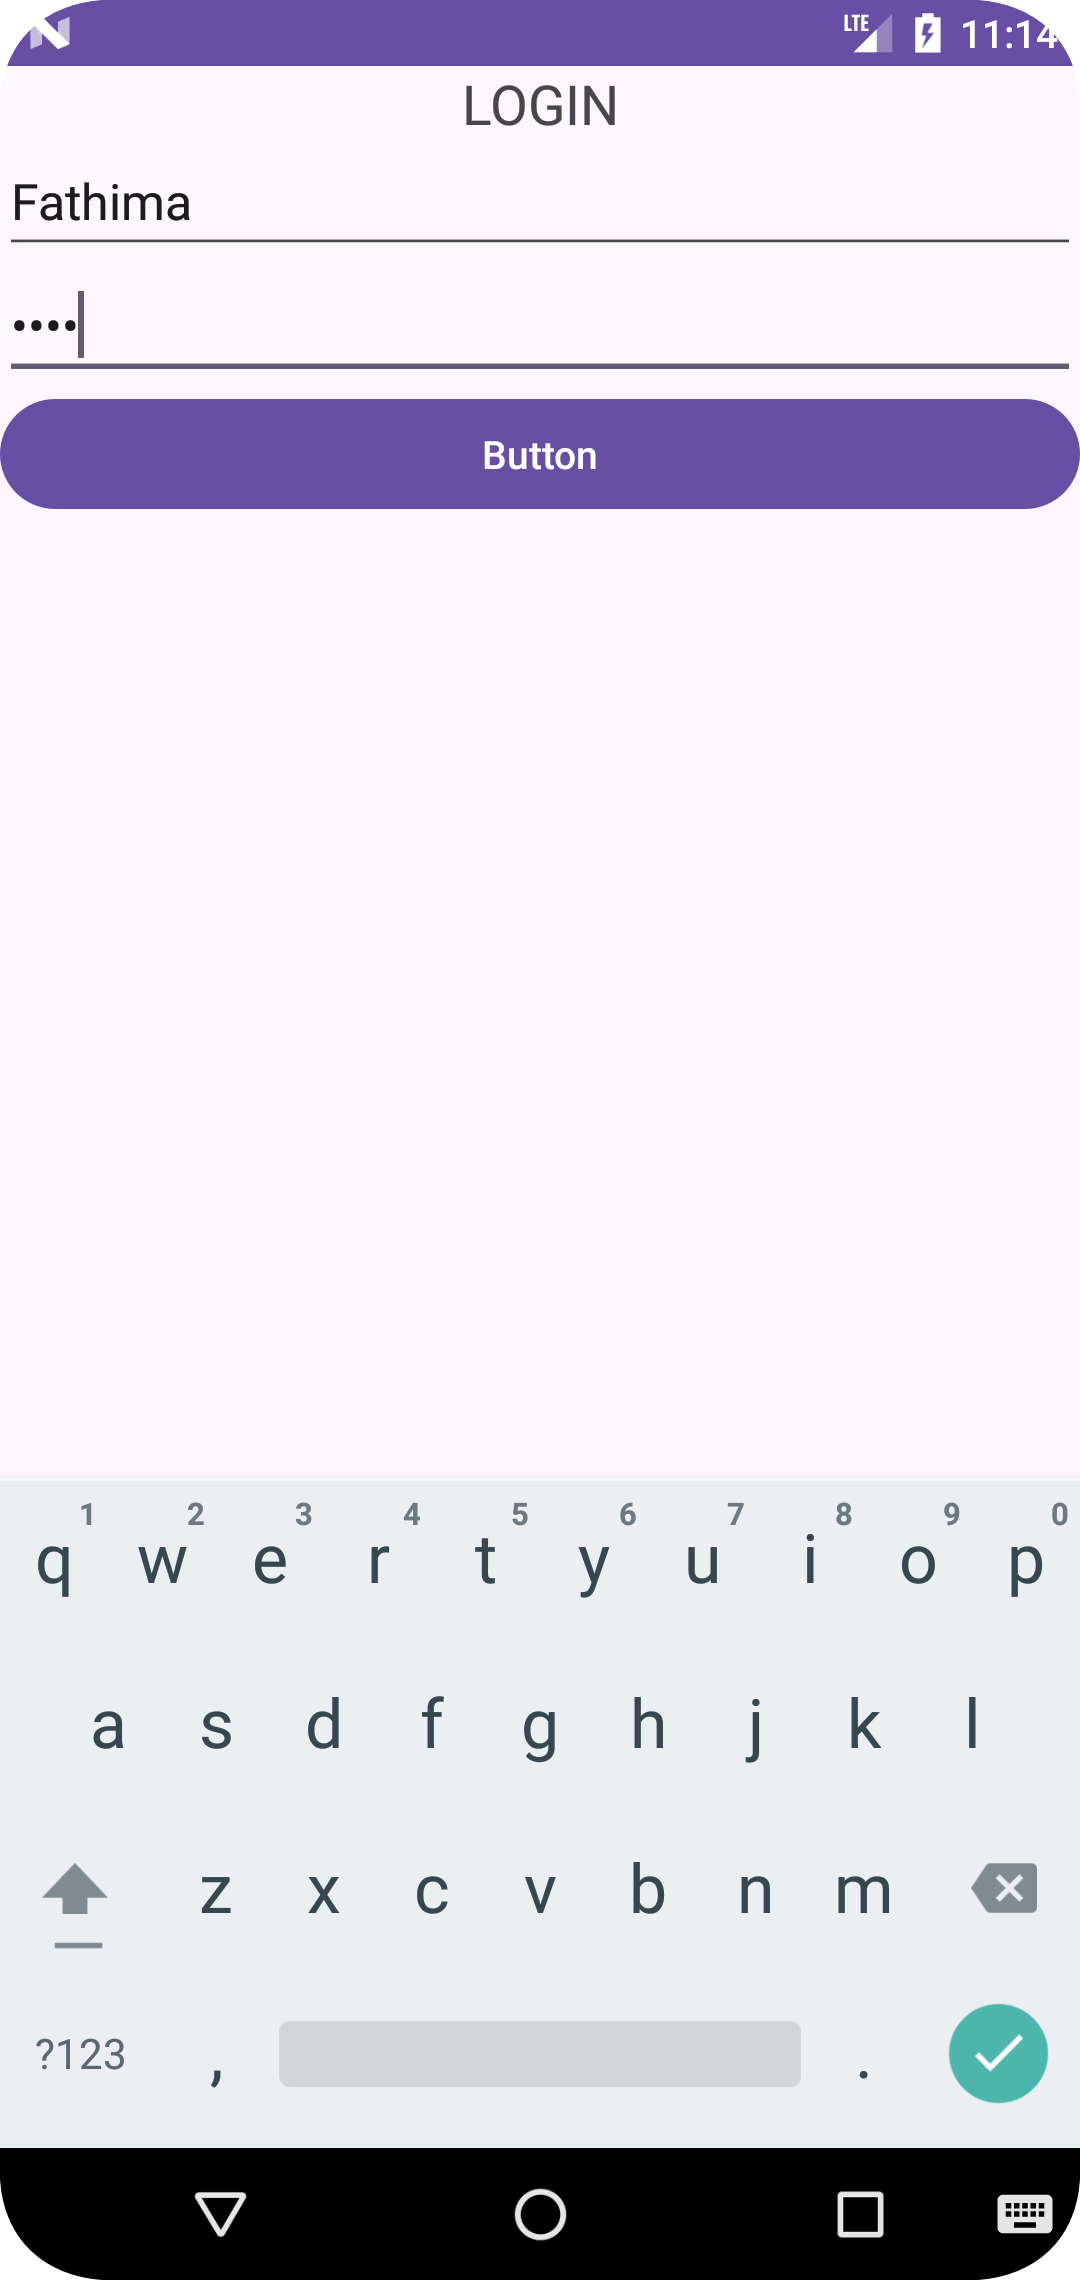 LTE 11:14
LOGIN
Fathima
••••
Button
1 2 3 4 5 6 7 8 9 0
q w e r t y u i o p
a s d f g h j k l
z x c v b n m
?123 , .